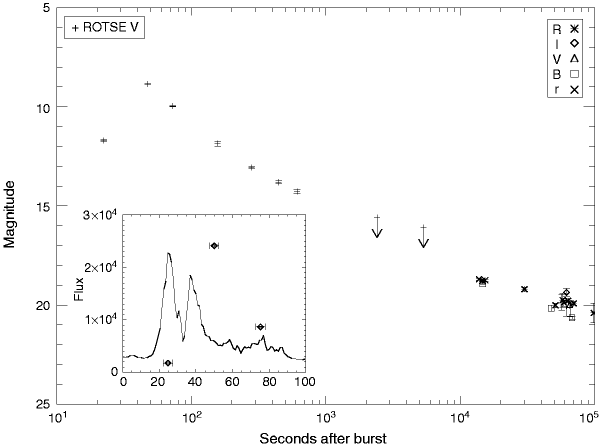 5
10
15
20
25
Magnitude
+ ROTSE V
R
I
V
B
r
3×10⁴
2×10⁴
1×10⁴
0
Flux
0 20 40 60 80 100
10¹ 10² 10³ 10⁴ 10⁵
Seconds after burst